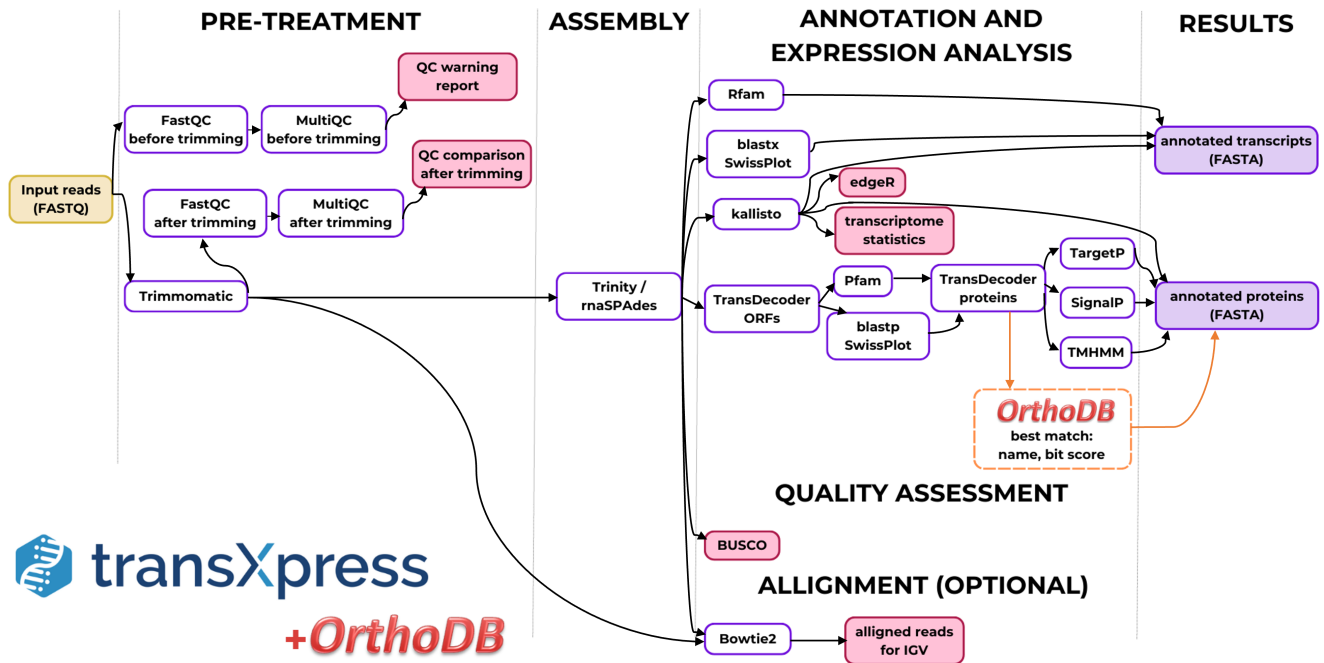 PRE-TREATMENT
ASSEMBLY
ANNOTATION AND
EXPRESSION ANALYSIS
RESULTS
QC warning
report
FastQC
before trimming
MultiQC
before trimming
QC comparison
after trimming
Input reads
(FASTQ)
FastQC
after trimming
MultiQC
after trimming
Trimmomatic
Trinity /
rnaSPAdes
Rfam
blastx
SwissPlot
edgeR
kallisto
transcriptome
statistics
TransDecoder
ORFs
Pfam
blastp
SwissPlot
TransDecoder
proteins
TargetP
SignalP
TMHMM
annotated transcripts
(FASTA)
annotated proteins
(FASTA)
OrthoDB
best match:
name, bit score
QUALITY ASSESSMENT
BUSCO
ALLIGNMENT (OPTIONAL)
Bowtie2
alligned reads
for IGV
transXpress
+OrthoDB